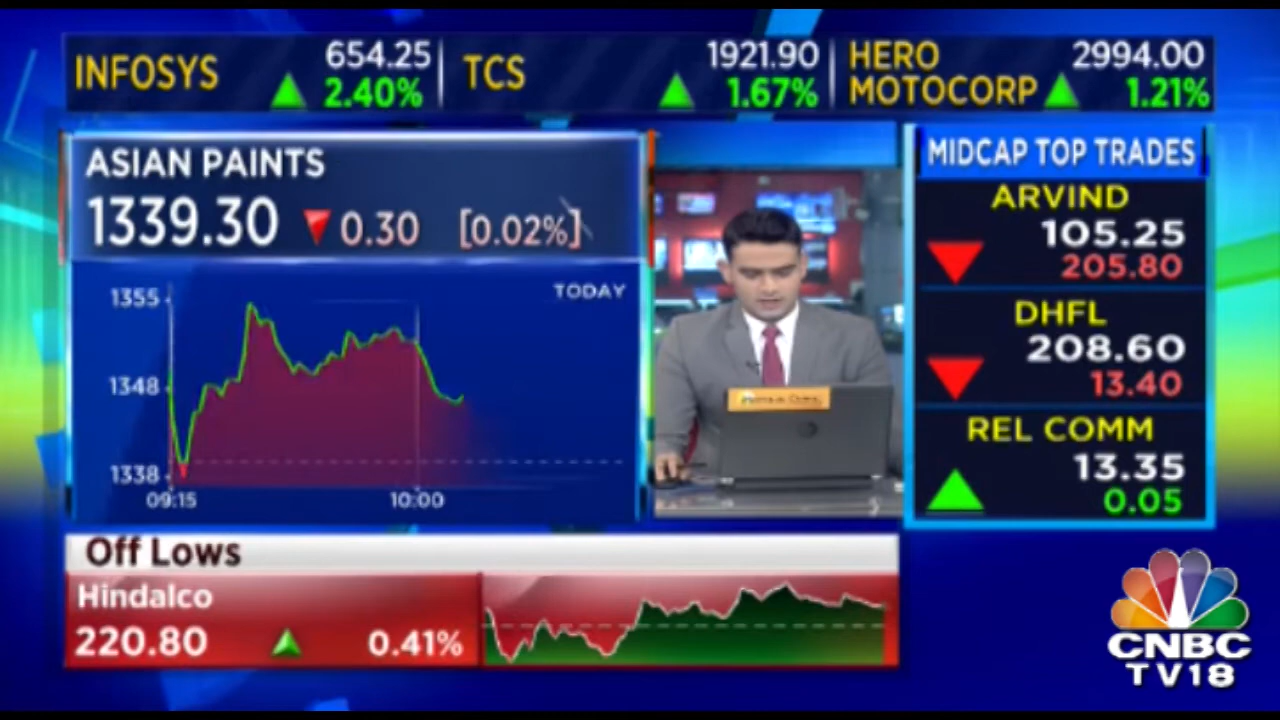 INFOSYS
654.25
2.40%
TCS
1921.90
1.67%
HERO
MOTOCORP
2994.00
1.21%
ASIAN PAINTS
1339.30 0.30 [0.02%]
TODAY
1355
1348
1338
09:15 10:00
MIDCAP TOP TRADES
ARVIND
105.25
205.80
DHFL
208.60
13.40
REL COMM
13.35
0.05
Off Lows
Hindalco
220.80 0.41%
CNBC
TV18